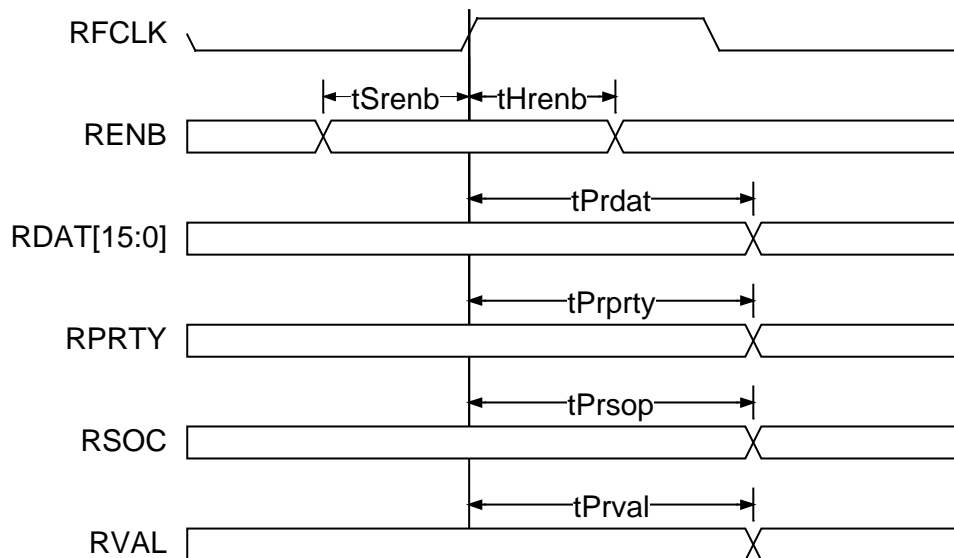 RFCLK
tSrenb tHrenb
RENB
tPrdat
RDAT[15:0]
tPrprty
RPRTY
tPrsop
RSOC
tPrval
RVAL